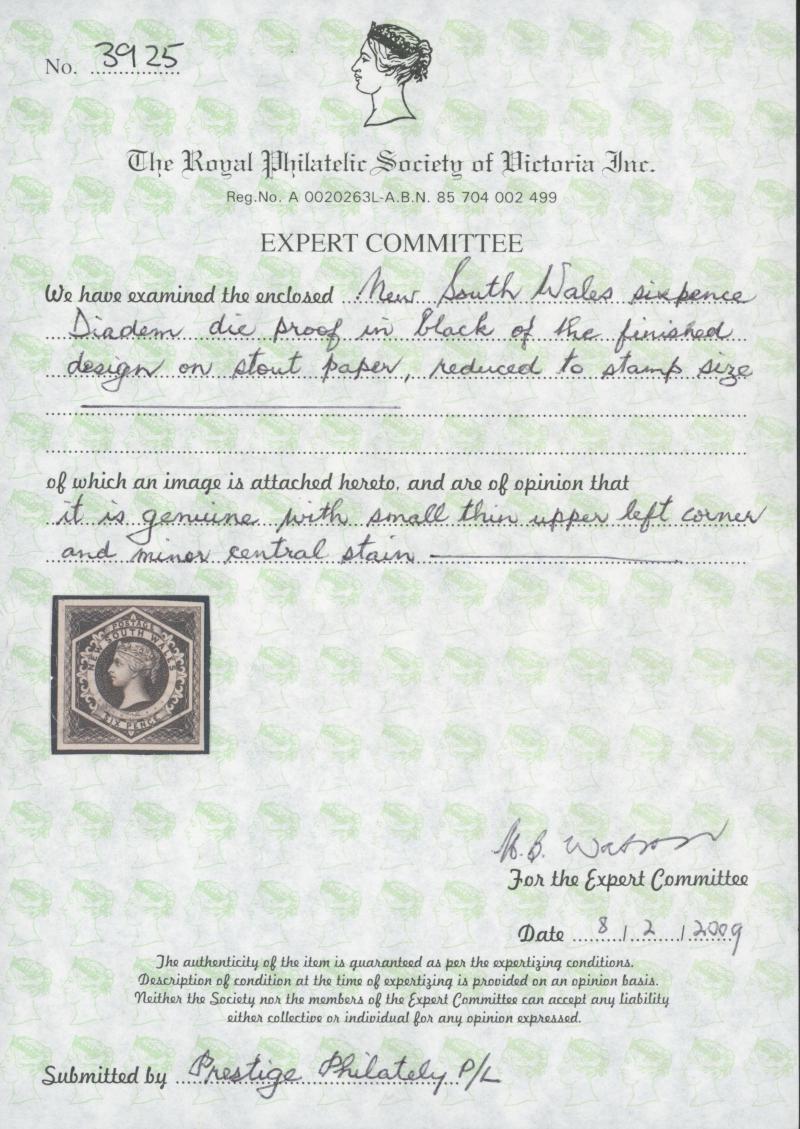 No. 3925
The Royal Philatelic Society of Victoria Inc.
Reg.No. A 0020263L-A.B.N. 85 704 002 499
EXPERT COMMITTEE
We have examined the enclosed New South Wales sixpence
Diadem die proof in black of the finished
design on stout paper, reduced to stamp size
of which an image is attached hereto, and are of opinion that
it is genuine with small thin upper left corner
and minor central stain
POSTAGE
NEW SOUTH WALES
SIX PENCE
W.B. Watson
For the Expert Committee
Date 8/2/2009
The authenticity of the item is guaranteed as per the expertizing conditions.
Description of condition at the time of expertizing is provided on an opinion basis.
Neither the Society nor the members of the Expert Committee can accept any liability
either collective or individual for any opinion expressed.
Submitted by Prestige Philately P/L